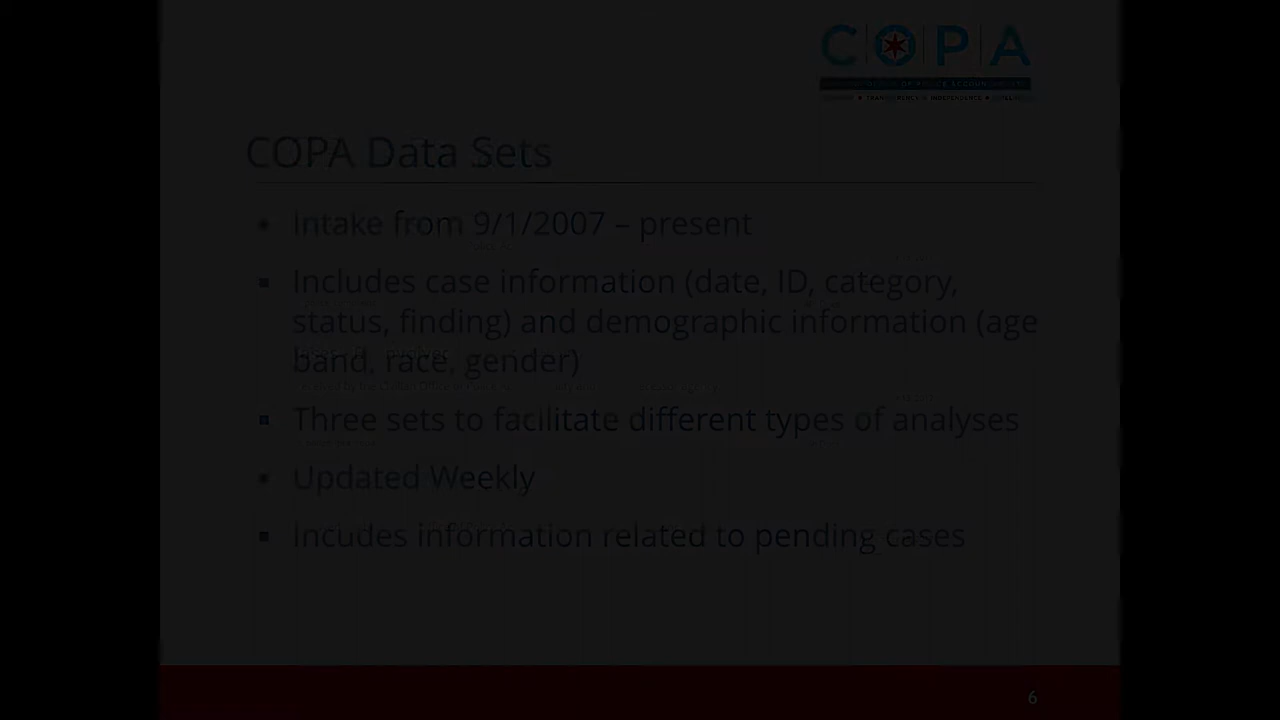 COPA
COPA Data Sets
Intake from 9/1/2007 – present
Includes case information (date, ID, category,
status, finding) and demographic information (age
band, race, gender)
Three sets to facilitate different types of analyses
Updated Weekly
Incudes information related to pending cases
6